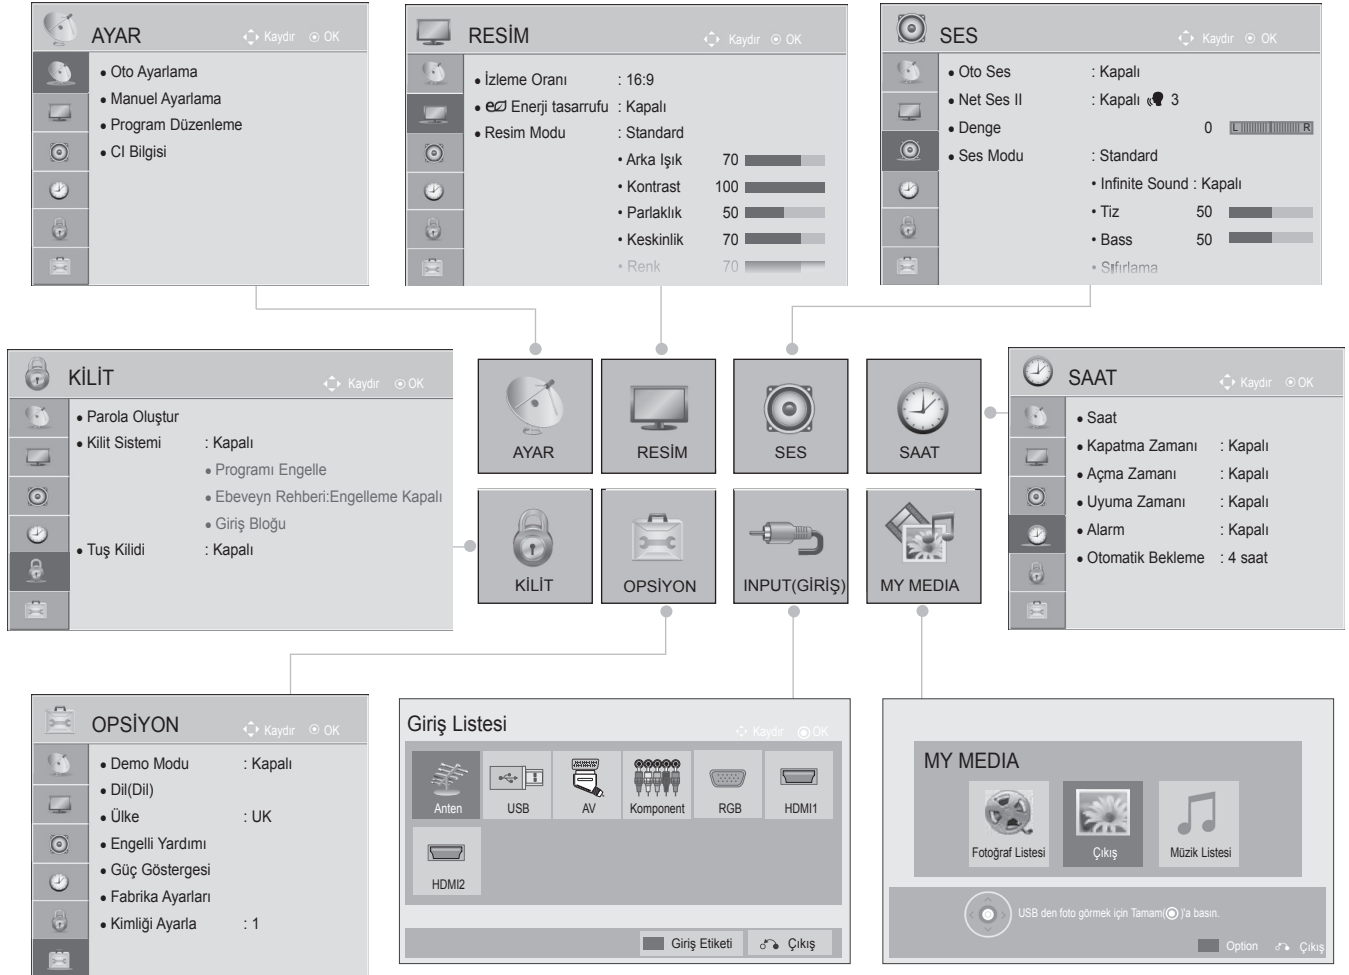 AYAR
Kaydır OK
Oto Ayarlama
Manuel Ayarlama
Program Düzenleme
CI Bilgisi
RESİM
Kaydır OK
İzleme Oranı : 16:9
Enerji tasarrufu : Kapalı
Resim Modu : Standard
• Arka Işık 70
• Kontrast 100
• Parlaklık 50
• Keskinlik 70
• Renk 70
SES
Kaydır OK
Oto Ses : Kapalı
Net Ses II : Kapalı 3
Denge 0 L R
Ses Modu : Standard
• Infinite Sound : Kapalı
• Tiz 50
• Bass 50
• Sıfırlama
KİLİT
Kaydır OK
Parola Oluştur
Kilit Sistemi : Kapalı
Programı Engelle
Ebeveyn Rehberi:Engelleme Kapalı
Giriş Bloğu
Tuş Kilidi : Kapalı
AYAR
RESİM
SES
SAAT
KİLİT
OPSİYON
INPUT(GİRİŞ)
MY MEDIA
SAAT
Kaydır OK
Saat
Kapatma Zamanı : Kapalı
Açma Zamanı : Kapalı
Uyuma Zamanı : Kapalı
Alarm : Kapalı
Otomatik Bekleme : 4 saat
OPSİYON
Kaydır OK
Demo Modu : Kapalı
Dil(Dil)
Ülke : UK
Engelli Yardımı
Güç Göstergesi
Fabrika Ayarları
Kimliği Ayarla : 1
Giriş Listesi
Kaydır OK
Anten
USB
AV
Komponent
RGB
HDMI1
HDMI2
Giriş Etiketi
Çıkış
MY MEDIA
Fotoğraf Listesi
Çıkış
Müzik Listesi
USB den foto görmek için Tamam(◉)'a basın.
Option
Çıkış